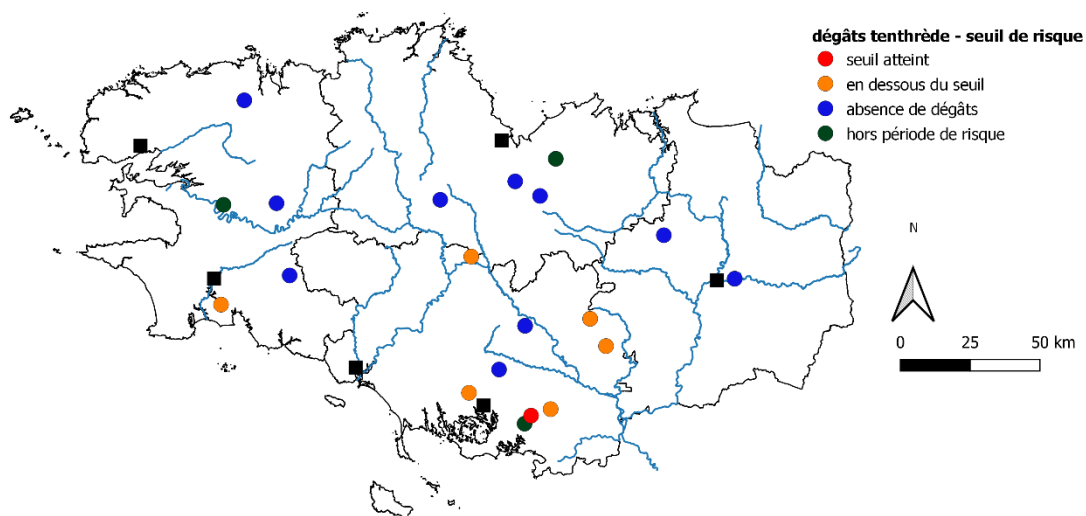 dégâts tenthrède - seuil de risque
seuil atteint
en dessous du seuil
absence de dégâts
hors période de risque
N
0 25 50 km